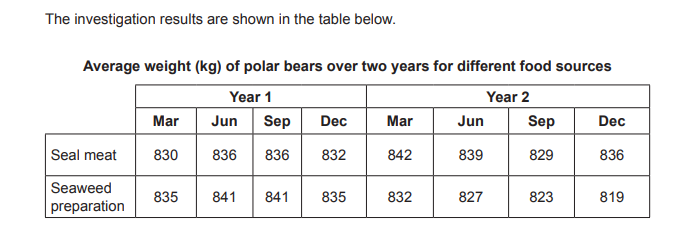 The investigation results are shown in the table below.
Average weight (kg) of polar bears over two years for different food sources
Year 1 Year 2
Mar Jun Sep Dec Mar Jun Sep Dec
Seal meat 830 836 836 832 842 839 829 836
Seaweed
preparation 835 841 841 835 832 827 823 819